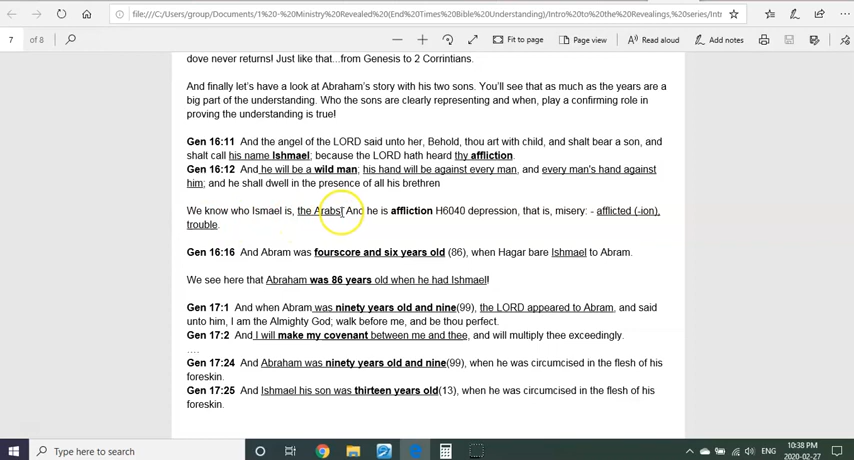 file:///C:/Users/group/Documents/1%20-%20Ministry%20Revealed%20(End%20Times%20Bible%20Understanding)/Intro%20to%20the%20Revealings,%20series/Intr
7 of 8
Fit to page
Page view
Read aloud
Add notes
dove never returns! Just like that...from Genesis to 2 Corintians.
And finally let's have a look at Abraham's story with his two sons. You'll see that as much as the years are a
big part of the understanding. Who the sons are clearly representing and when, play a confirming role in
proving the understanding is true!
Gen 16:11 And the angel of the LORD said unto her, Behold, thou art with child, and shalt bear a son, and
shalt call his name Ishmael; because the LORD hath heard thy affliction.
Gen 16:12 And he will be a wild man; his hand will be against every man, and every man's hand against
him; and he shall dwell in the presence of all his brethren
We know who Ismael is, the Arabs! And he is affliction H6040 depression, that is, misery: - afflicted (-ion),
trouble.
Gen 16:16 And Abram was fourscore and six years old (86), when Hagar bare Ishmael to Abram.
We see here that Abraham was 86 years old when he had Ishmael!
Gen 17:1 And when Abram was ninety years old and nine(99), the LORD appeared to Abram, and said
unto him, I am the Almighty God; walk before me, and be thou perfect.
Gen 17:2 And I will make my covenant between me and thee, and will multiply thee exceedingly.
....
Gen 17:24 And Abraham was ninety years old and nine(99), when he was circumcised in the flesh of his
foreskin.
Gen 17:25 And Ishmael his son was thirteen years old(13), when he was circumcised in the flesh of his
foreskin.
Type here to search
ENG
10:38 PM
2020-02-27